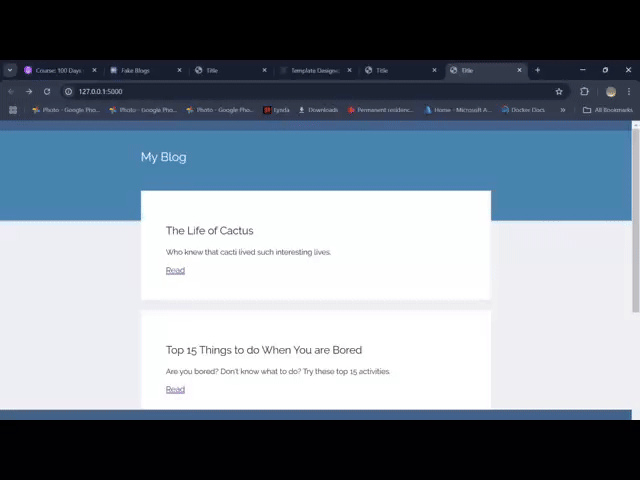 Course: 100 Days
Fake Blogs
Title
Template Design
Title
Title
127.0.0.1:5000
Photo - Google Pho...
Photo - Google Pho...
Photo - Google Pho...
Lynda
Downloads
Permanent residenc...
Home - Microsoft A...
Docker Docs
All Bookmarks
My Blog
The Life of Cactus
Who knew that cacti lived such interesting lives.
Read
Top 15 Things to do When You are Bored
Are you bored? Don't know what to do? Try these top 15 activities.
Read